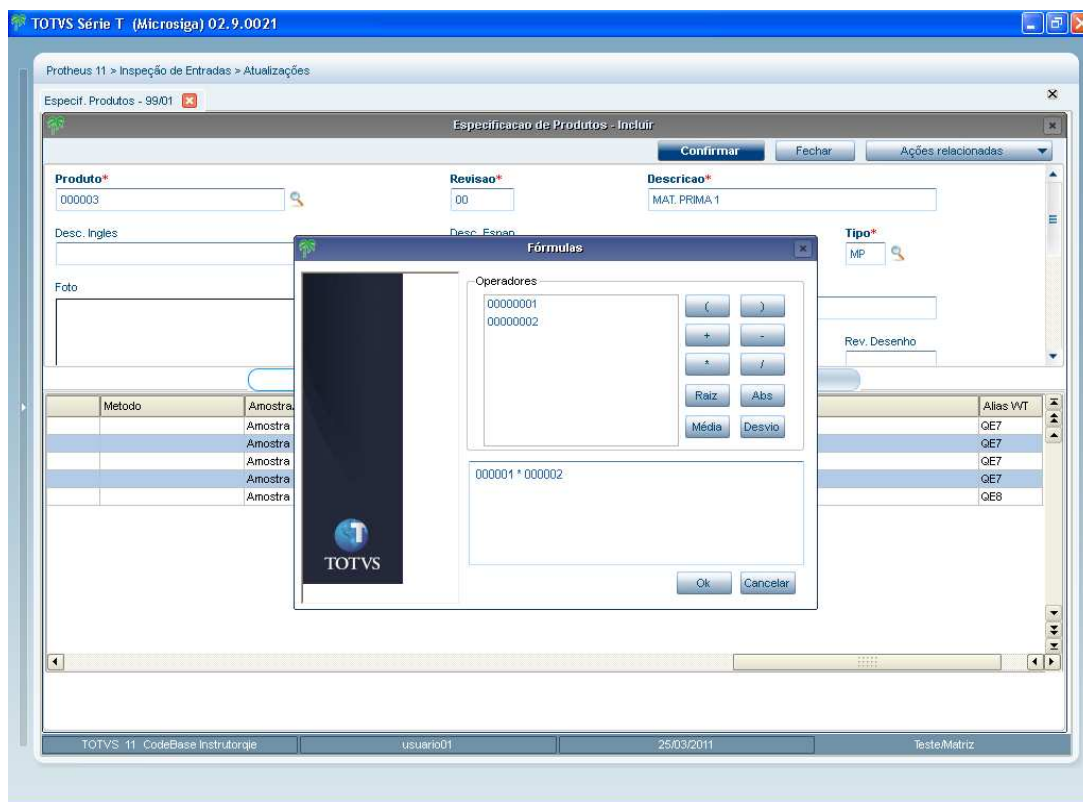 TOTVS Série T (Microsiga) 02.9.0021
Protheus 11 > Inspeção de Entradas > Atualizações
Especif. Produtos - 99/01
Especificacao de Produtos - Incluir
Confirmar Fechar Ações relacionadas
Produto* Revisao* Descricao*
000003 00 MAT. PRIMA 1
Desc. Ingles Desc. Espan Tipo*
MP
Foto
Rev. Desenho
Fórmulas
Operadores
00000001
00000002
( )
+ -
* /
Raiz Abs
Média Desvio
000001 * 000002
TOTVS
Ok Cancelar
Metodo Amostra Alias WT
Amostra QE7
Amostra QE7
Amostra QE7
Amostra QE7
Amostra QE8
TOTVS 11 CodeBase Instrutorqie usuario01 25/03/2011 Teste/Matriz